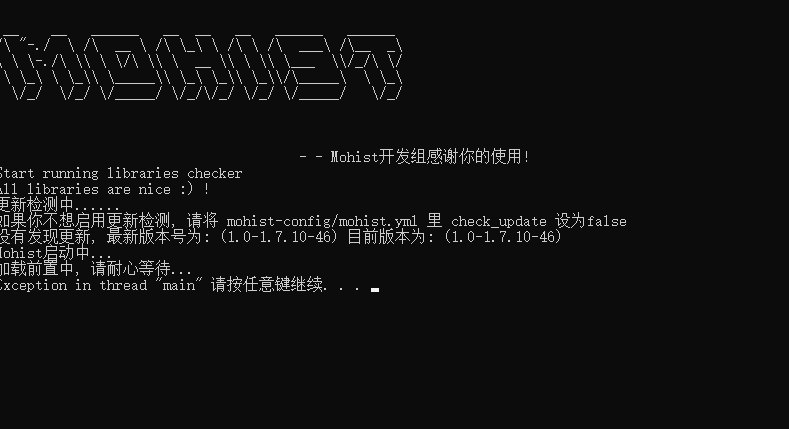 MOHIST
- - Mohist开发组感谢你的使用!
Start running libraries checker
All libraries are nice :) !
更新检测中......
如果你不想启用更新检测, 请将 mohist-config/mohist.yml 里 check_update 设为false
没有发现更新, 最新版本号为: (1.0-1.7.10-46) 目前版本为: (1.0-1.7.10-46)
Mohist启动中...
加载前置中, 请耐心等待...
Exception in thread "main" 请按任意键继续. . .